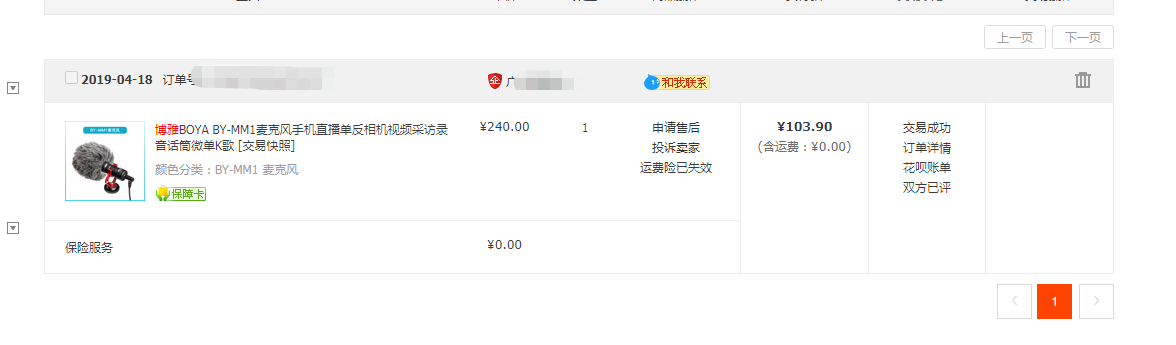 上一页 下一页
2019-04-18 订单号 和我联系
BY-MM1麦克风
博雅BOYA BY-MM1麦克风手机直播单反相机视频采访录
音话筒微单K歌 [交易快照]
颜色分类：BY-MM1 麦克风
保障卡
¥240.00
1
申请售后
投诉卖家
运费险已失效
¥103.90
(含运费：¥0.00)
交易成功
订单详情
花呗账单
双方已评
保险服务 ¥0.00
1